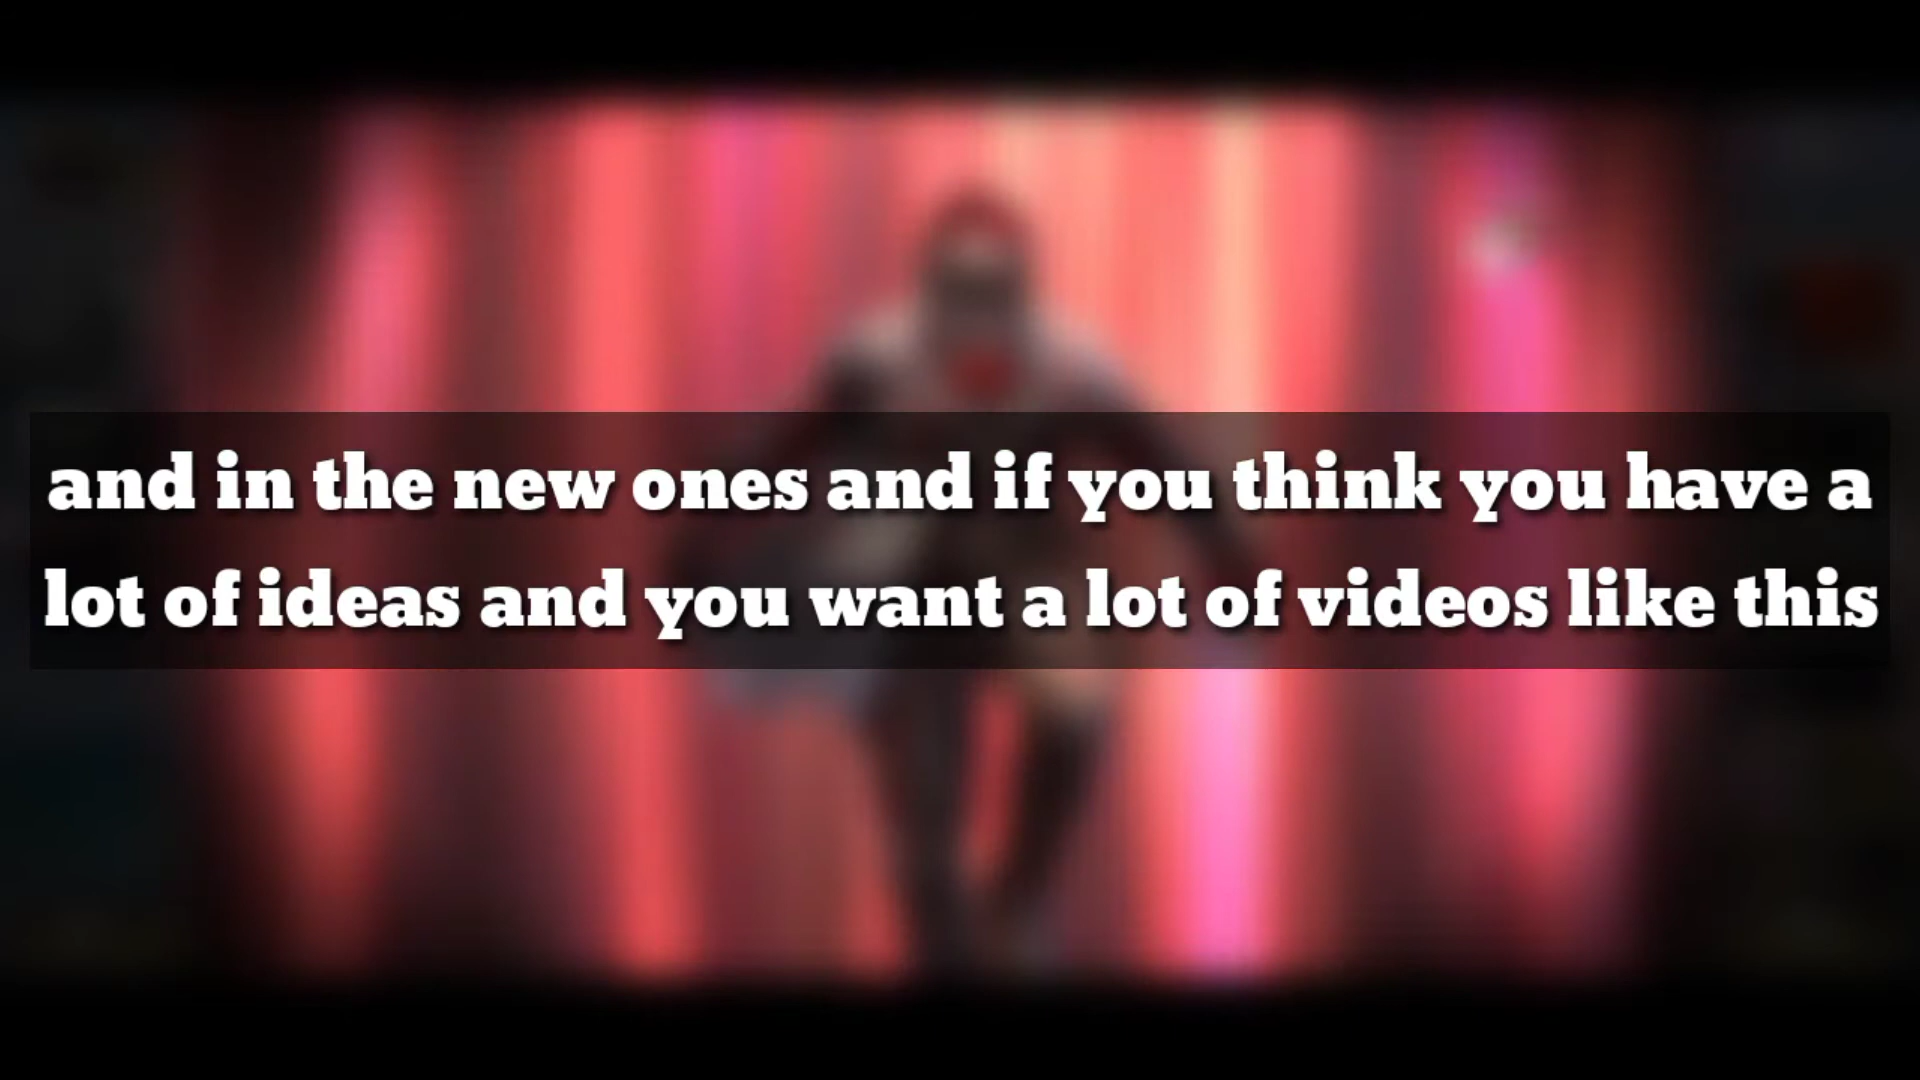 and in the new ones and if you think you have a
lot of ideas and you want a lot of videos like this